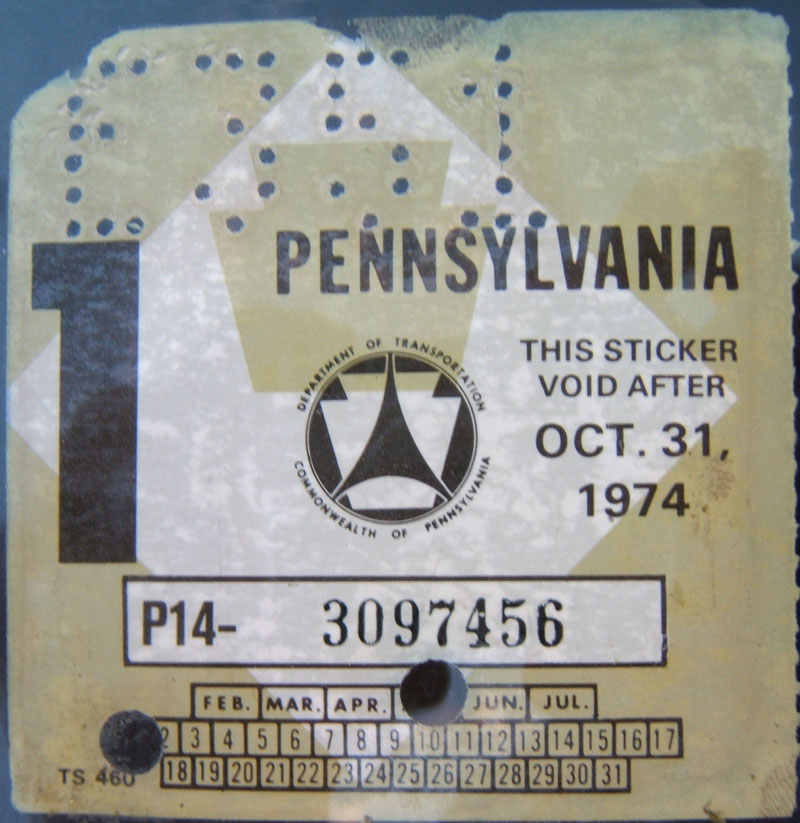 E351
1
PENNSYLVANIA
DEPARTMENT OF TRANSPORTATION
COMMONWEALTH OF PENNSYLVANIA
THIS STICKER
VOID AFTER
OCT. 31,
1974
P14- 3097456
FEB. MAR. APR. JUN. JUL.
2 3 4 5 6 7 8 9 10 11 12 13 14 15 16 17
18 19 20 21 22 23 24 25 26 27 28 29 30 31
TS 460